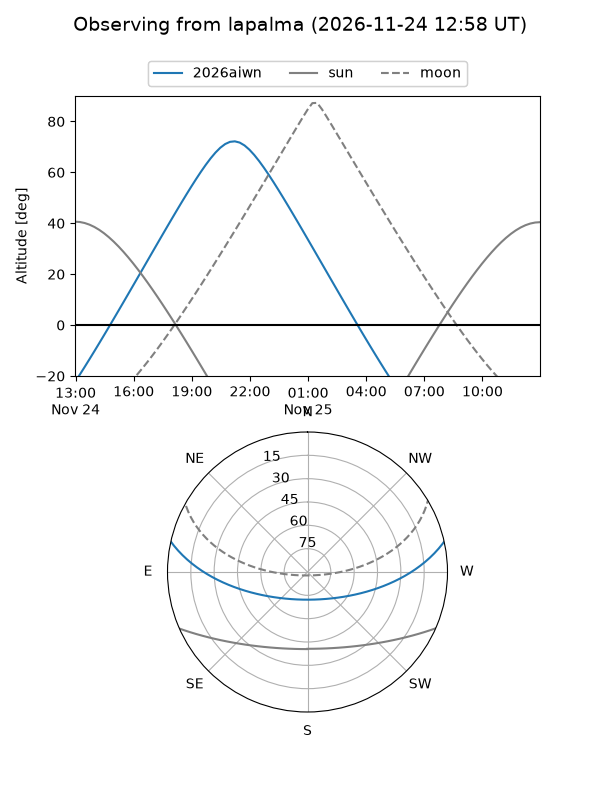 Observing from lapalma (2026-11-24 12:58 UT)
2026aiwn sun moon
Altitude [deg]
80
60
40
20
0
−20
13:00 16:00 19:00 22:00 01:00 04:00 07:00 10:00
Nov 24 Nov 25
N
NE NW
15
30
45
60
75
E W
SE SW
S